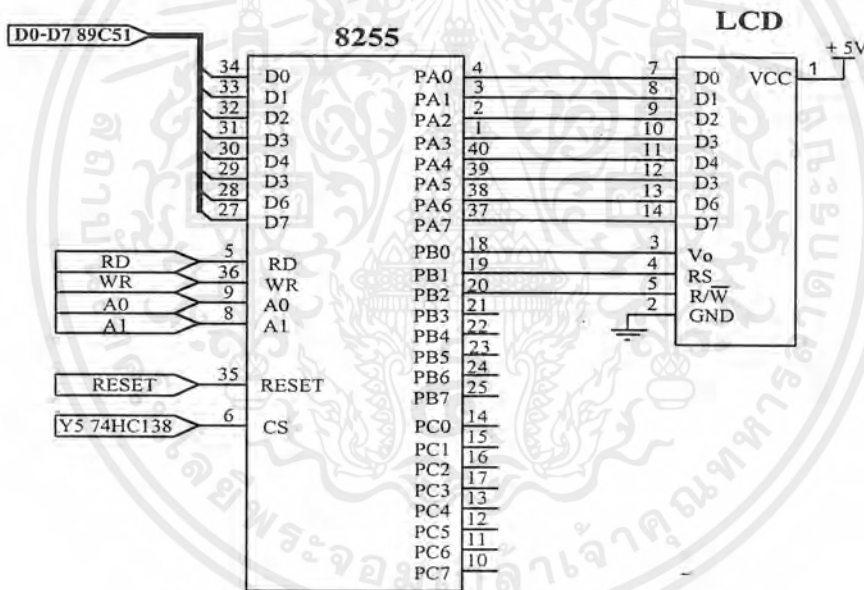 LCD
8255
D0-D7 89C51
+ 5V
34 D0
33 D1
32 D2
31 D3
30 D4
29 D3
28 D6
27 D7
5 RD
36 WR
9 A0
8 A1
35 RESET
6 CS
RD
WR
A0
A1
RESET
Y5 74HC138
PA0 4
PA1 3
PA2 2
PA3 1
PA4 40
PA5 39
PA6 38
PA7 37
PB0 18
PB1 19
PB2 20
PB3 21
PB4 22
PB5 23
PB6 24
PB7 25
PC0 14
PC1 15
PC2 16
PC3 17
PC4 13
PC5 12
PC6 11
PC7 10
7 D0 VCC 1
8 D1
9 D2
10 D3
11 D4
12 D3
13 D6
14 D7
3 Vo
4 RS
5 R/W̅
2 GND